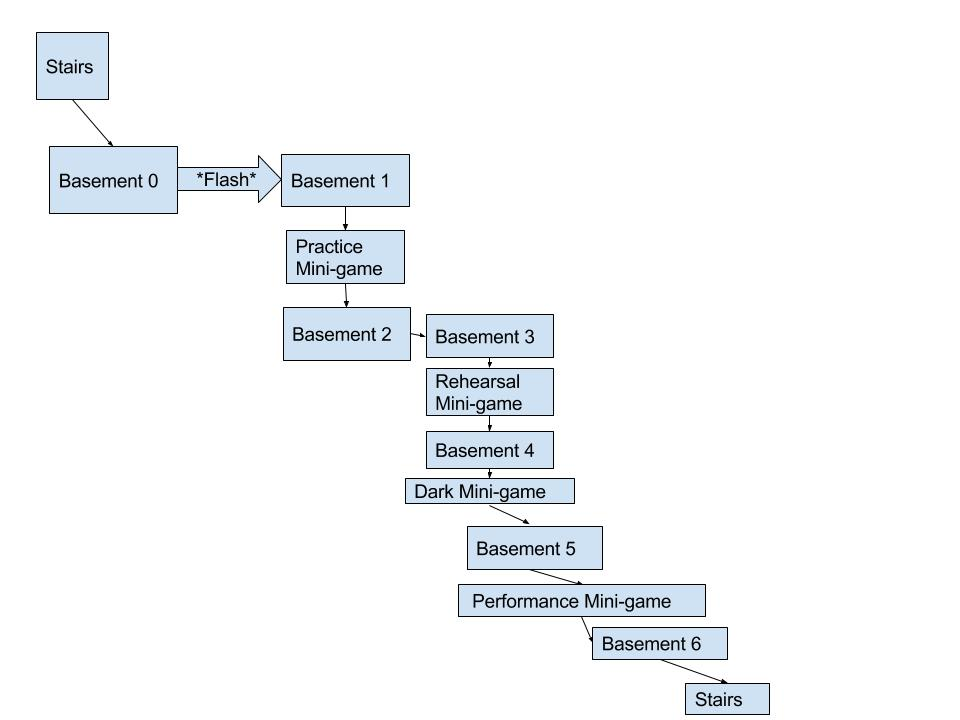 Stairs
Basement 0
*Flash*
Basement 1
Practice
Mini-game
Basement 2
Basement 3
Rehearsal
Mini-game
Basement 4
Dark Mini-game
Basement 5
Performance Mini-game
Basement 6
Stairs